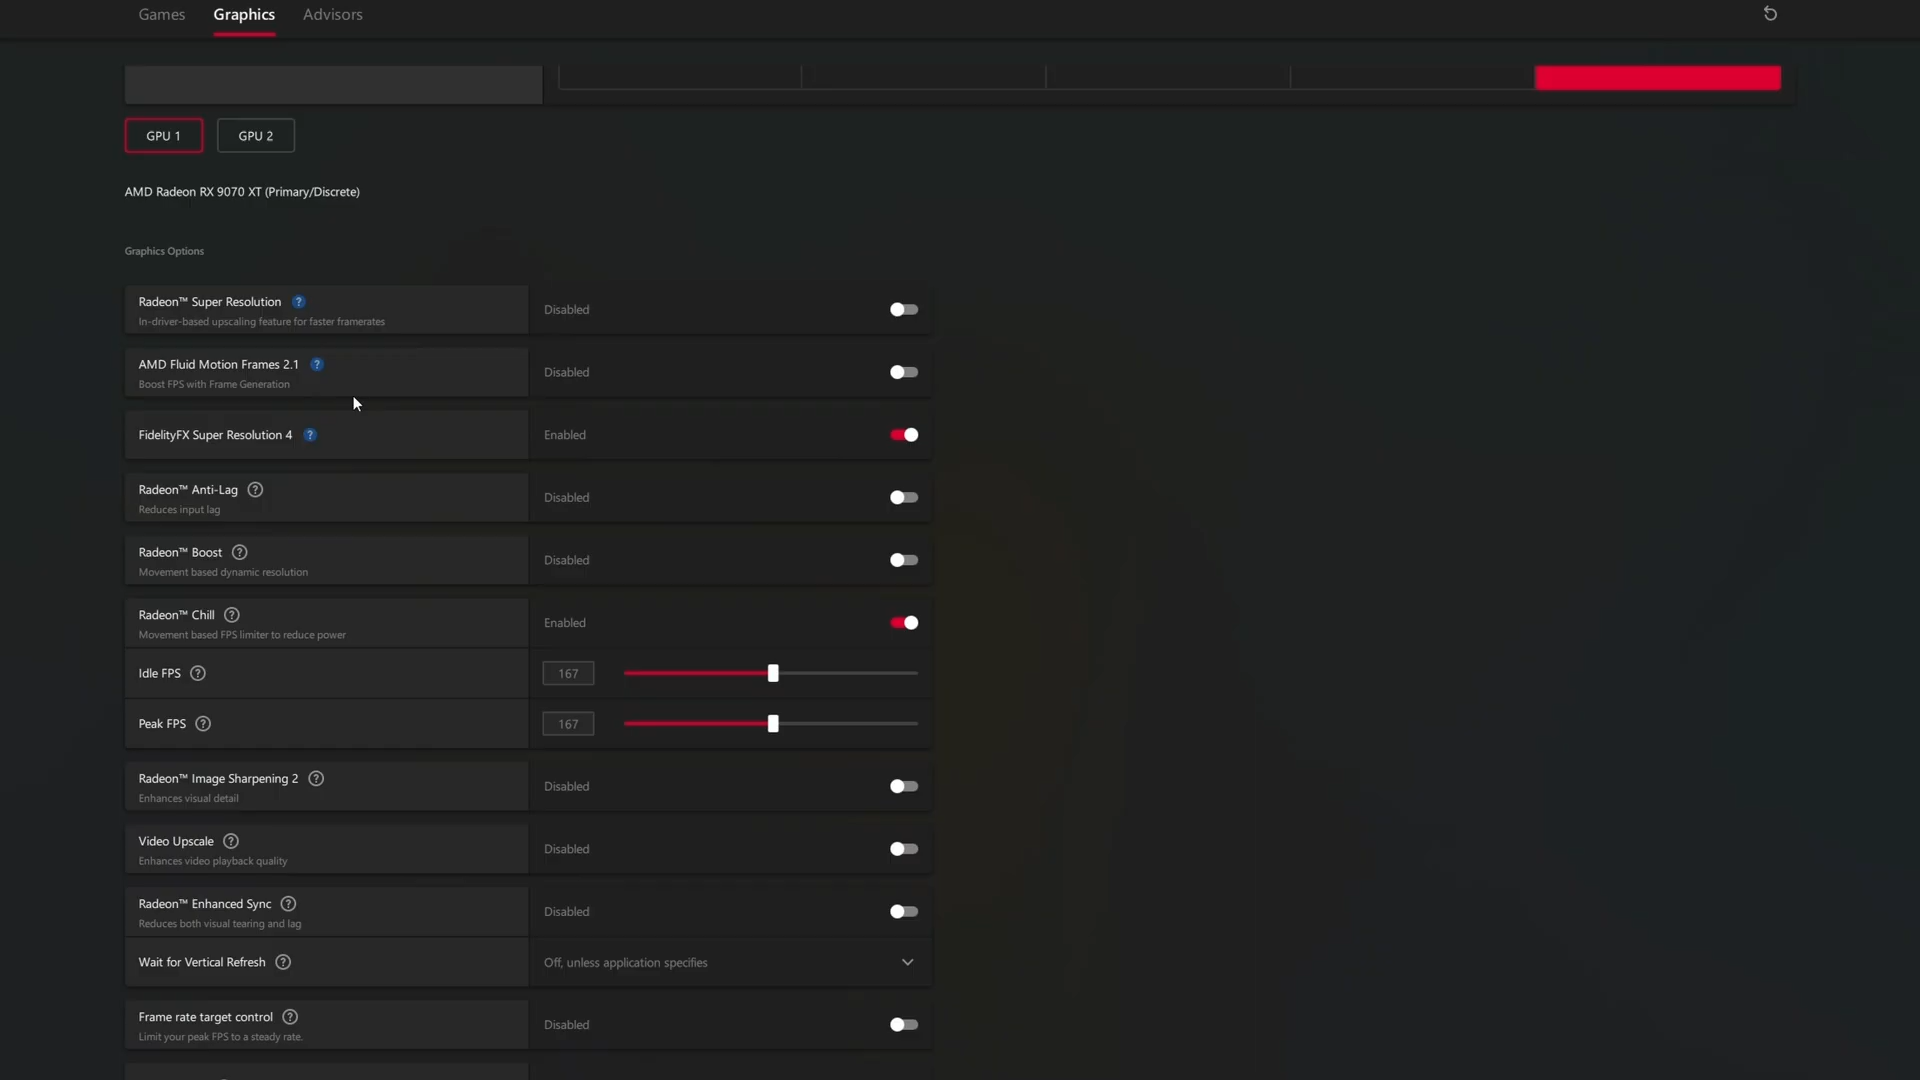 Games Graphics Advisors
GPU 1 GPU 2
AMD Radeon RX 9070 XT (Primary/Discrete)
Graphics Options
Radeon™ Super Resolution ?
In-driver-based upscaling feature for faster framerates
Disabled
AMD Fluid Motion Frames 2.1 ?
Boost FPS with Frame Generation
Disabled
FidelityFX Super Resolution 4 ?
Enabled
Radeon™ Anti-Lag ?
Reduces input lag
Disabled
Radeon™ Boost ?
Movement based dynamic resolution
Disabled
Radeon™ Chill ?
Movement based FPS limiter to reduce power
Enabled
Idle FPS ? 167
Peak FPS ? 167
Radeon™ Image Sharpening 2 ?
Enhances visual detail
Disabled
Video Upscale ?
Enhances video playback quality
Disabled
Radeon™ Enhanced Sync ?
Reduces both visual tearing and lag
Disabled
Wait for Vertical Refresh ? Off, unless application specifies
Frame rate target control ?
Limit your peak FPS to a steady rate.
Disabled